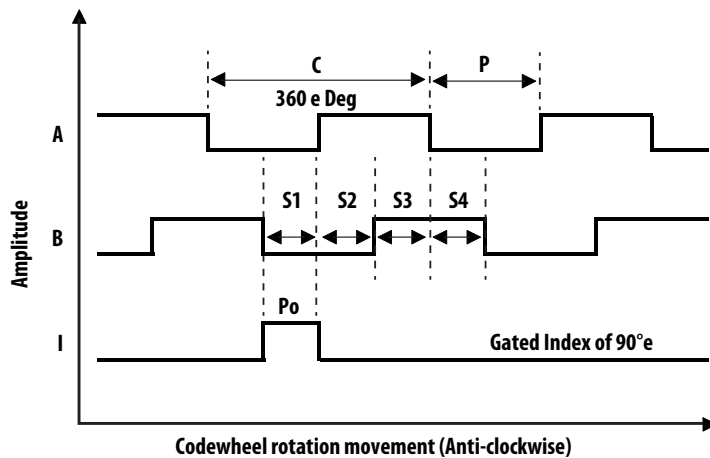 C
P
360 e Deg
A
S1 S2 S3 S4
B
Po
I
Gated Index of 90°e
Amplitude
Codewheel rotation movement (Anti-clockwise)